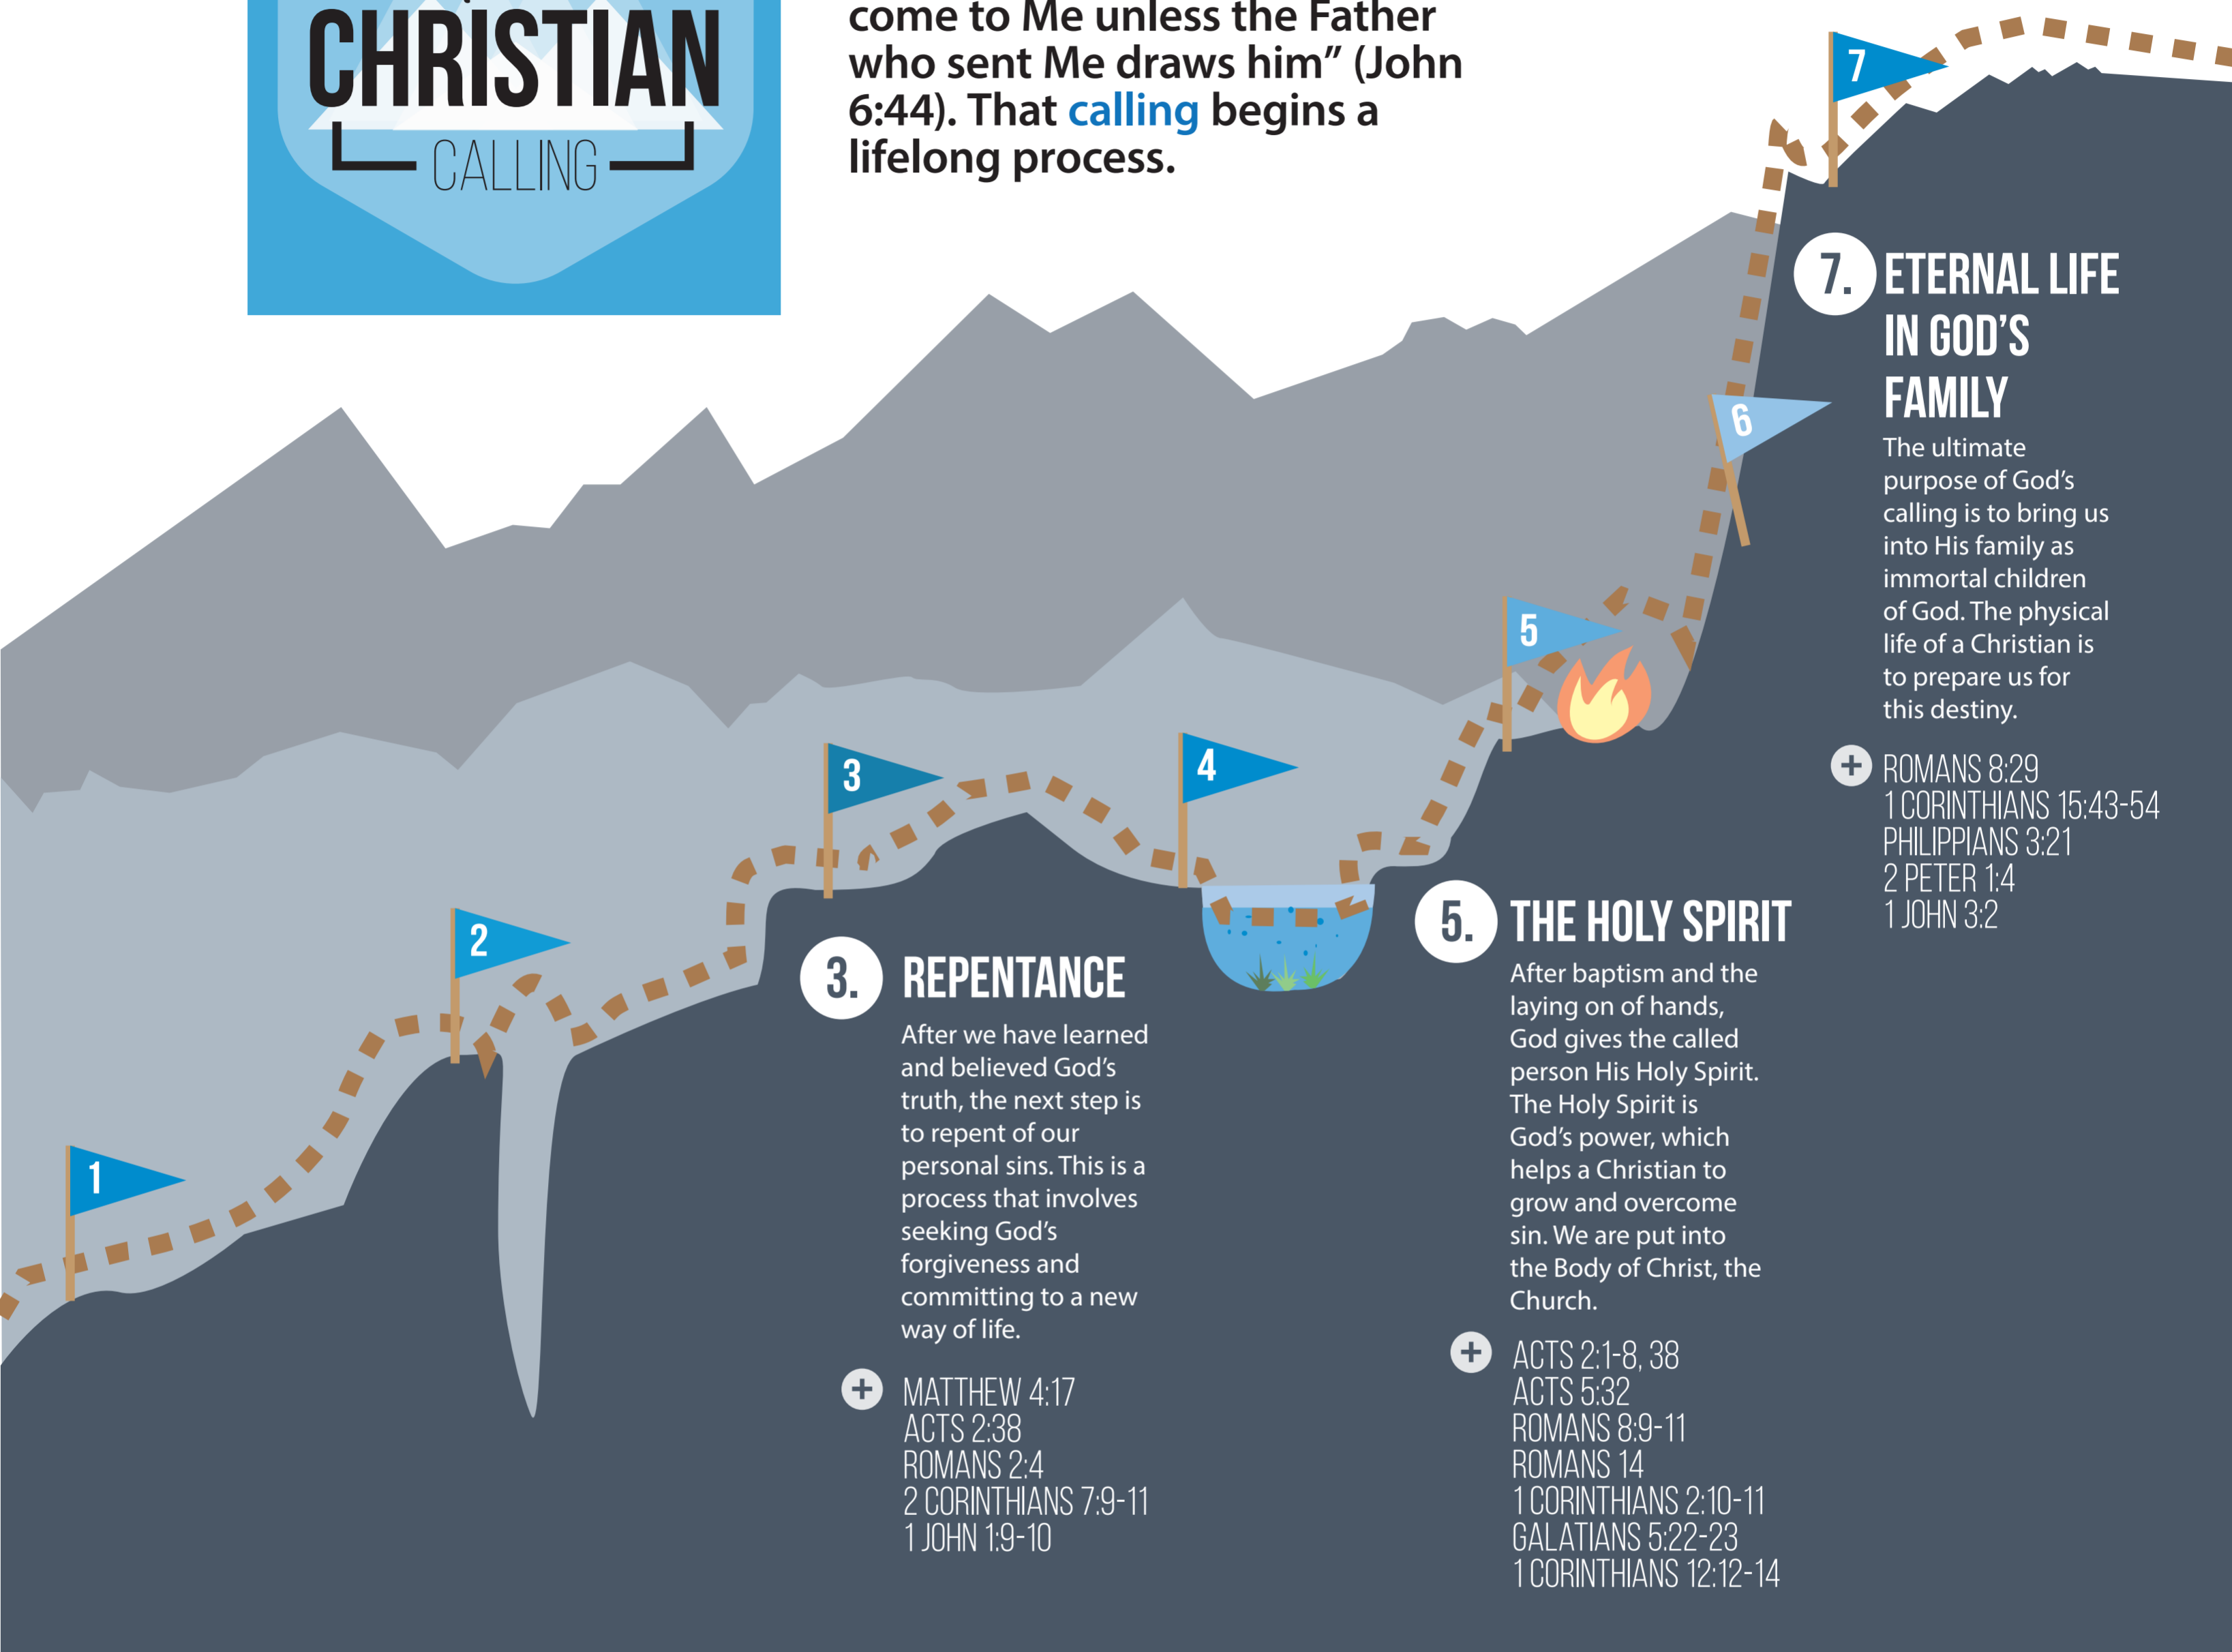 CHRISTIAN
CALLING
come to Me unless the Father
who sent Me draws him” (John
6:44). That calling begins a
lifelong process.
7
6
5
4
3
2
1
3. REPENTANCE
After we have learned
and believed God’s
truth, the next step is
to repent of our
personal sins. This is a
process that involves
seeking God’s
forgiveness and
committing to a new
way of life.
+ MATTHEW 4:17
ACTS 2:38
ROMANS 2:4
2 CORINTHIANS 7:9-11
1 JOHN 1:9-10
5. THE HOLY SPIRIT
After baptism and the
laying on of hands,
God gives the called
person His Holy Spirit.
The Holy Spirit is
God’s power, which
helps a Christian to
grow and overcome
sin. We are put into
the Body of Christ, the
Church.
+ ACTS 2:1-8, 38
ACTS 5:32
ROMANS 8:9-11
ROMANS 14
1 CORINTHIANS 2:10-11
GALATIANS 5:22-23
1 CORINTHIANS 12:12-14
7. ETERNAL LIFE
IN GOD’S
FAMILY
The ultimate
purpose of God’s
calling is to bring us
into His family as
immortal children
of God. The physical
life of a Christian is
to prepare us for
this destiny.
+ ROMANS 8:29
1 CORINTHIANS 15:43-54
PHILIPPIANS 3:21
2 PETER 1:4
1 JOHN 3:2